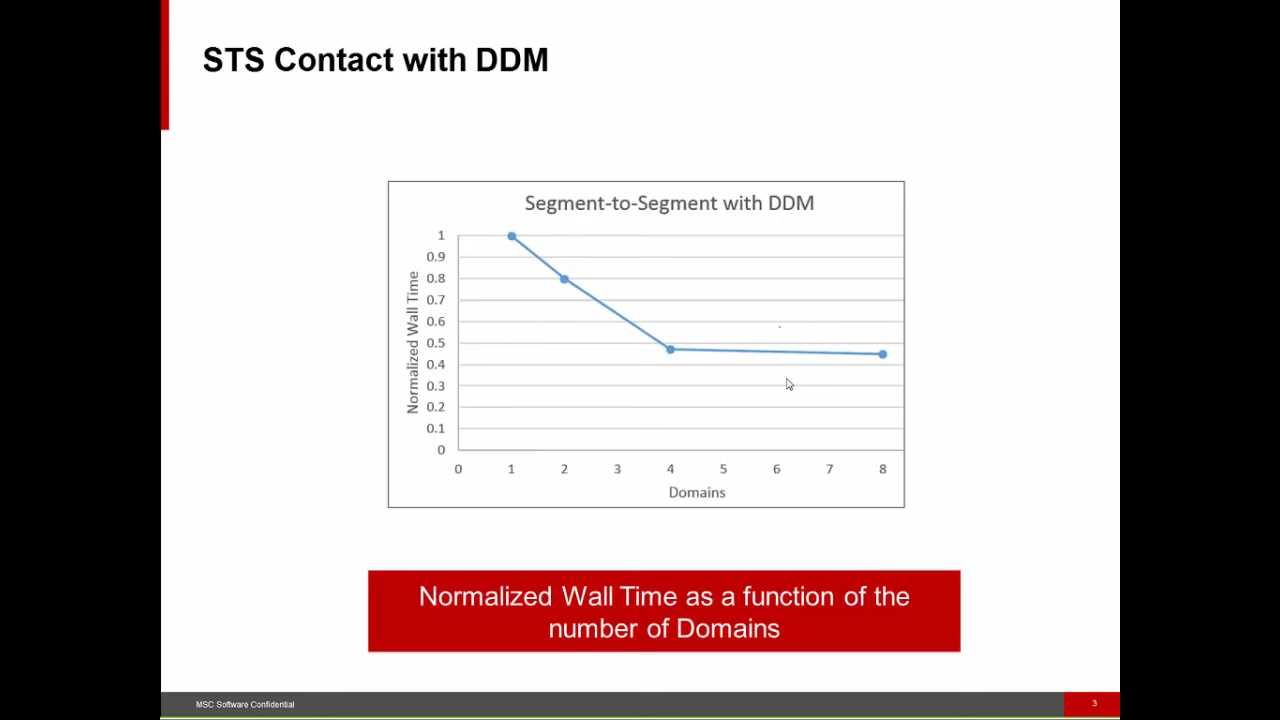 STS Contact with DDM
Segment-to-Segment with DDM
Normalized Wall Time
1
0.9
0.8
0.7
0.6
0.5
0.4
0.3
0.2
0.1
0
0 1 2 3 4 5 6 7 8
Domains
Normalized Wall Time as a function of the
number of Domains
MSC Software Confidential
3